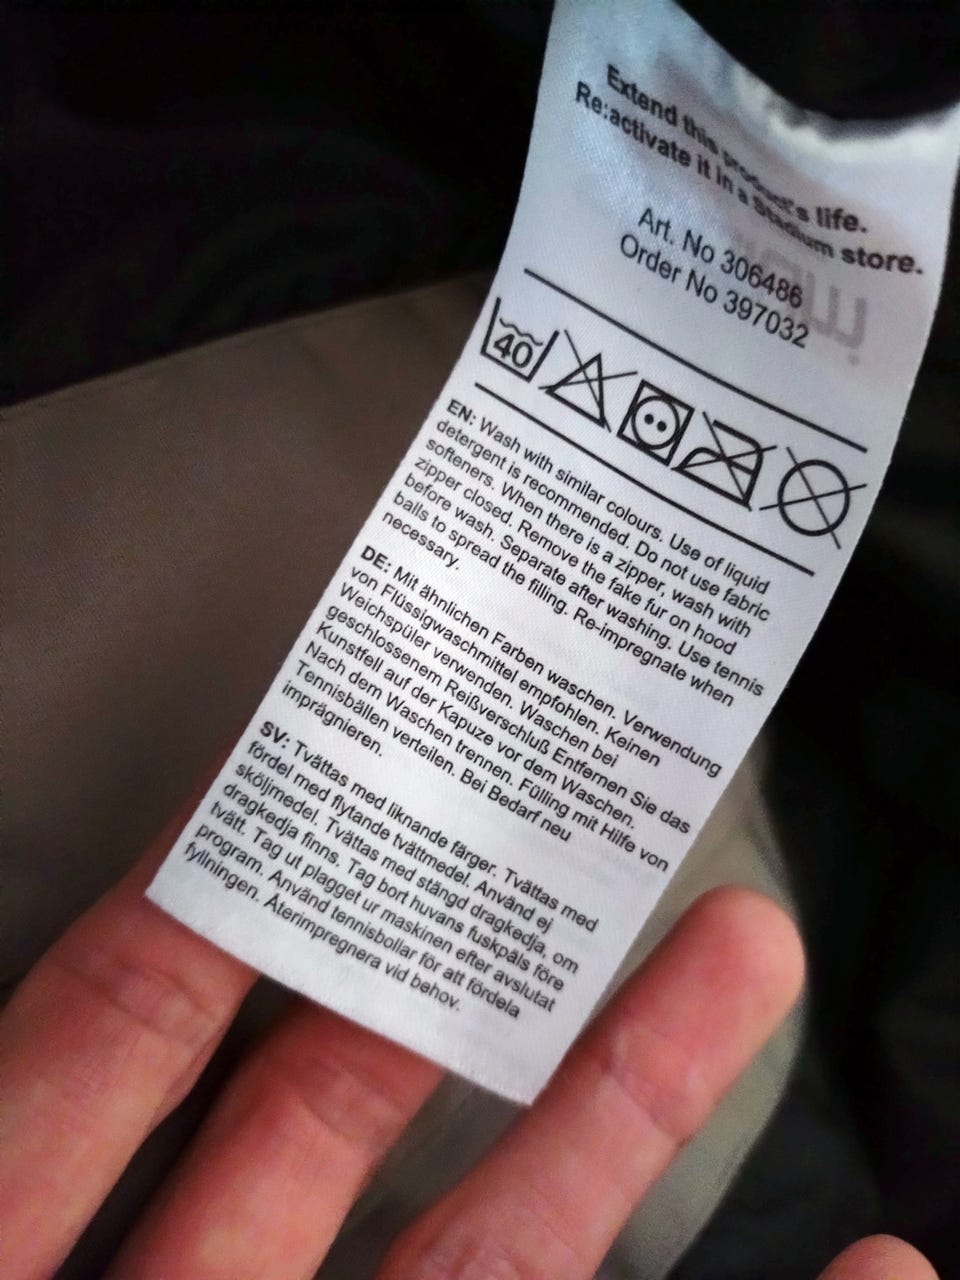 Extend this product's life.
Re:activate it in a Stadium store.
Art. No 306486
Order No 397032
40
EN: Wash with similar colours. Use of liquid
detergent is recommended. Do not use fabric
softeners. When there is a zipper, wash with
zipper closed. Remove the fake fur on hood
before wash. Separate after washing. Use tennis
balls to spread the filling. Re-impregnate when
necessary.
DE: Mit ähnlichen Farben waschen. Verwendung
von Flüssigwaschmittel empfohlen. Keinen
Weichspüler verwenden. Waschen bei
geschlossenem Reißverschluß Entfernen Sie das
Kunstfell auf der Kapuze vor dem Waschen.
Nach dem Waschen trennen. Fülling mit Hilfe von
Tennisbällen verteilen. Bei Bedarf neu
imprägnieren.
SV: Tvättas med liknande färger. Tvättas med
fördel med flytande tvättmedel. Använd ej
sköljmedel. Tvättas med stängd dragkedja, om
dragkedja finns. Tag bort huvans fuskpäls före
tvätt. Tag ut plagget ur maskinen efter avslutat
program. Använd tennisbollar för att fördela
fyllningen. Återimpregnera vid behov.